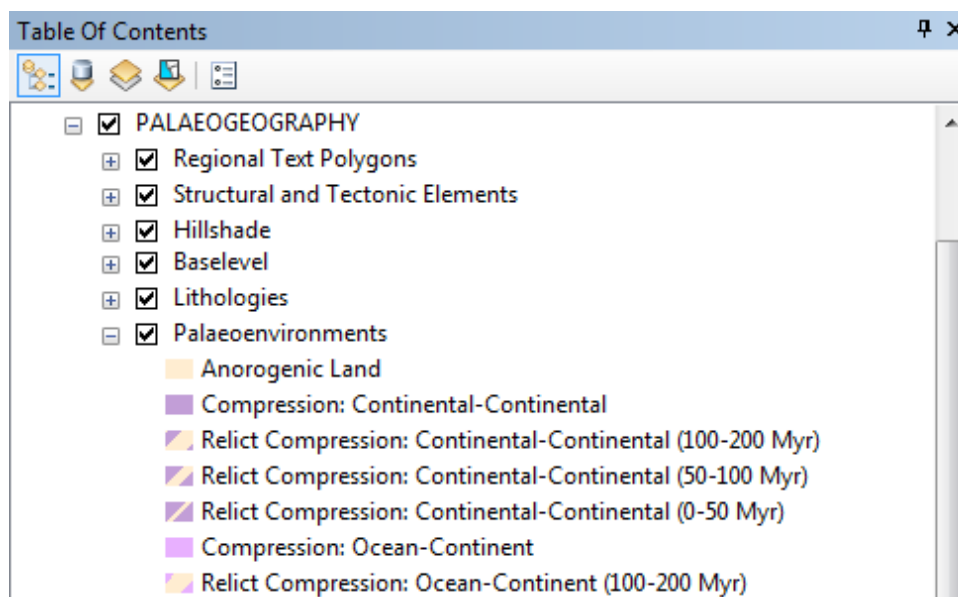 Table Of Contents
PALAEOGEOGRAPHY
Regional Text Polygons
Structural and Tectonic Elements
Hillshade
Baselevel
Lithologies
Palaeoenvironments
Anorogenic Land
Compression: Continental-Continental
Relict Compression: Continental-Continental (100-200 Myr)
Relict Compression: Continental-Continental (50-100 Myr)
Relict Compression: Continental-Continental (0-50 Myr)
Compression: Ocean-Continent
Relict Compression: Ocean-Continent (100-200 Myr)